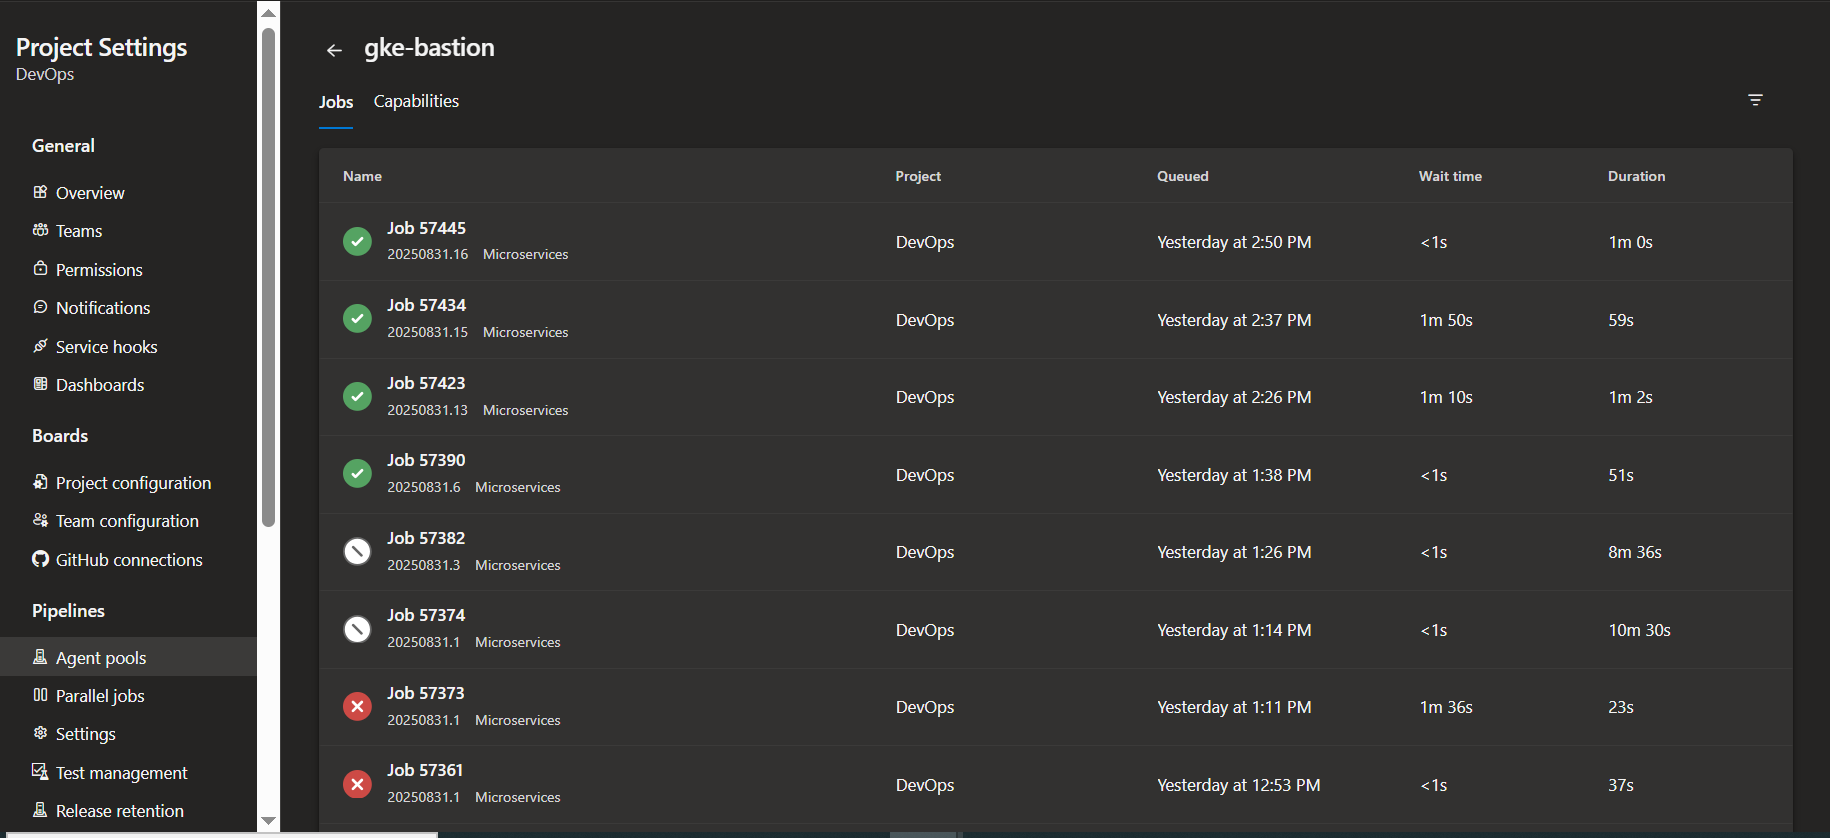 Project Settings
DevOps
General
Overview
Teams
Permissions
Notifications
Service hooks
Dashboards
Boards
Project configuration
Team configuration
GitHub connections
Pipelines
Agent pools
Parallel jobs
Settings
Test management
Release retention
gke-bastion
Jobs Capabilities
Name Project Queued Wait time Duration
Job 57445
20250831.16 Microservices DevOps Yesterday at 2:50 PM <1s 1m 0s
Job 57434
20250831.15 Microservices DevOps Yesterday at 2:37 PM 1m 50s 59s
Job 57423
20250831.13 Microservices DevOps Yesterday at 2:26 PM 1m 10s 1m 2s
Job 57390
20250831.6 Microservices DevOps Yesterday at 1:38 PM <1s 51s
Job 57382
20250831.3 Microservices DevOps Yesterday at 1:26 PM <1s 8m 36s
Job 57374
20250831.1 Microservices DevOps Yesterday at 1:14 PM <1s 10m 30s
Job 57373
20250831.1 Microservices DevOps Yesterday at 1:11 PM 1m 36s 23s
Job 57361
20250831.1 Microservices DevOps Yesterday at 12:53 PM <1s 37s